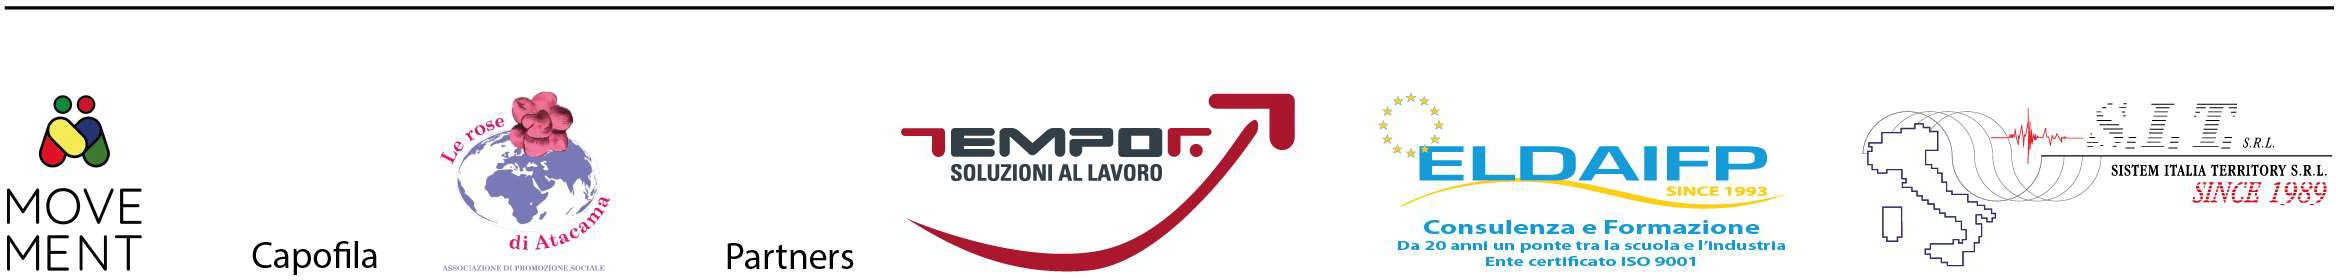 MOVE
MENT
Capofila
Le rose
di Atacama
ASSOCIAZIONE DI PROMOZIONE SOCIALE
Partners
TEMPOR
SOLUZIONI AL LAVORO
ELDAIFP
SINCE 1993
Consulenza e Formazione
Da 20 anni un ponte tra la scuola e l'industria
Ente certificato ISO 9001
S.I.T. S.R.L.
SISTEM ITALIA TERRITORY S.R.L.
SINCE 1989